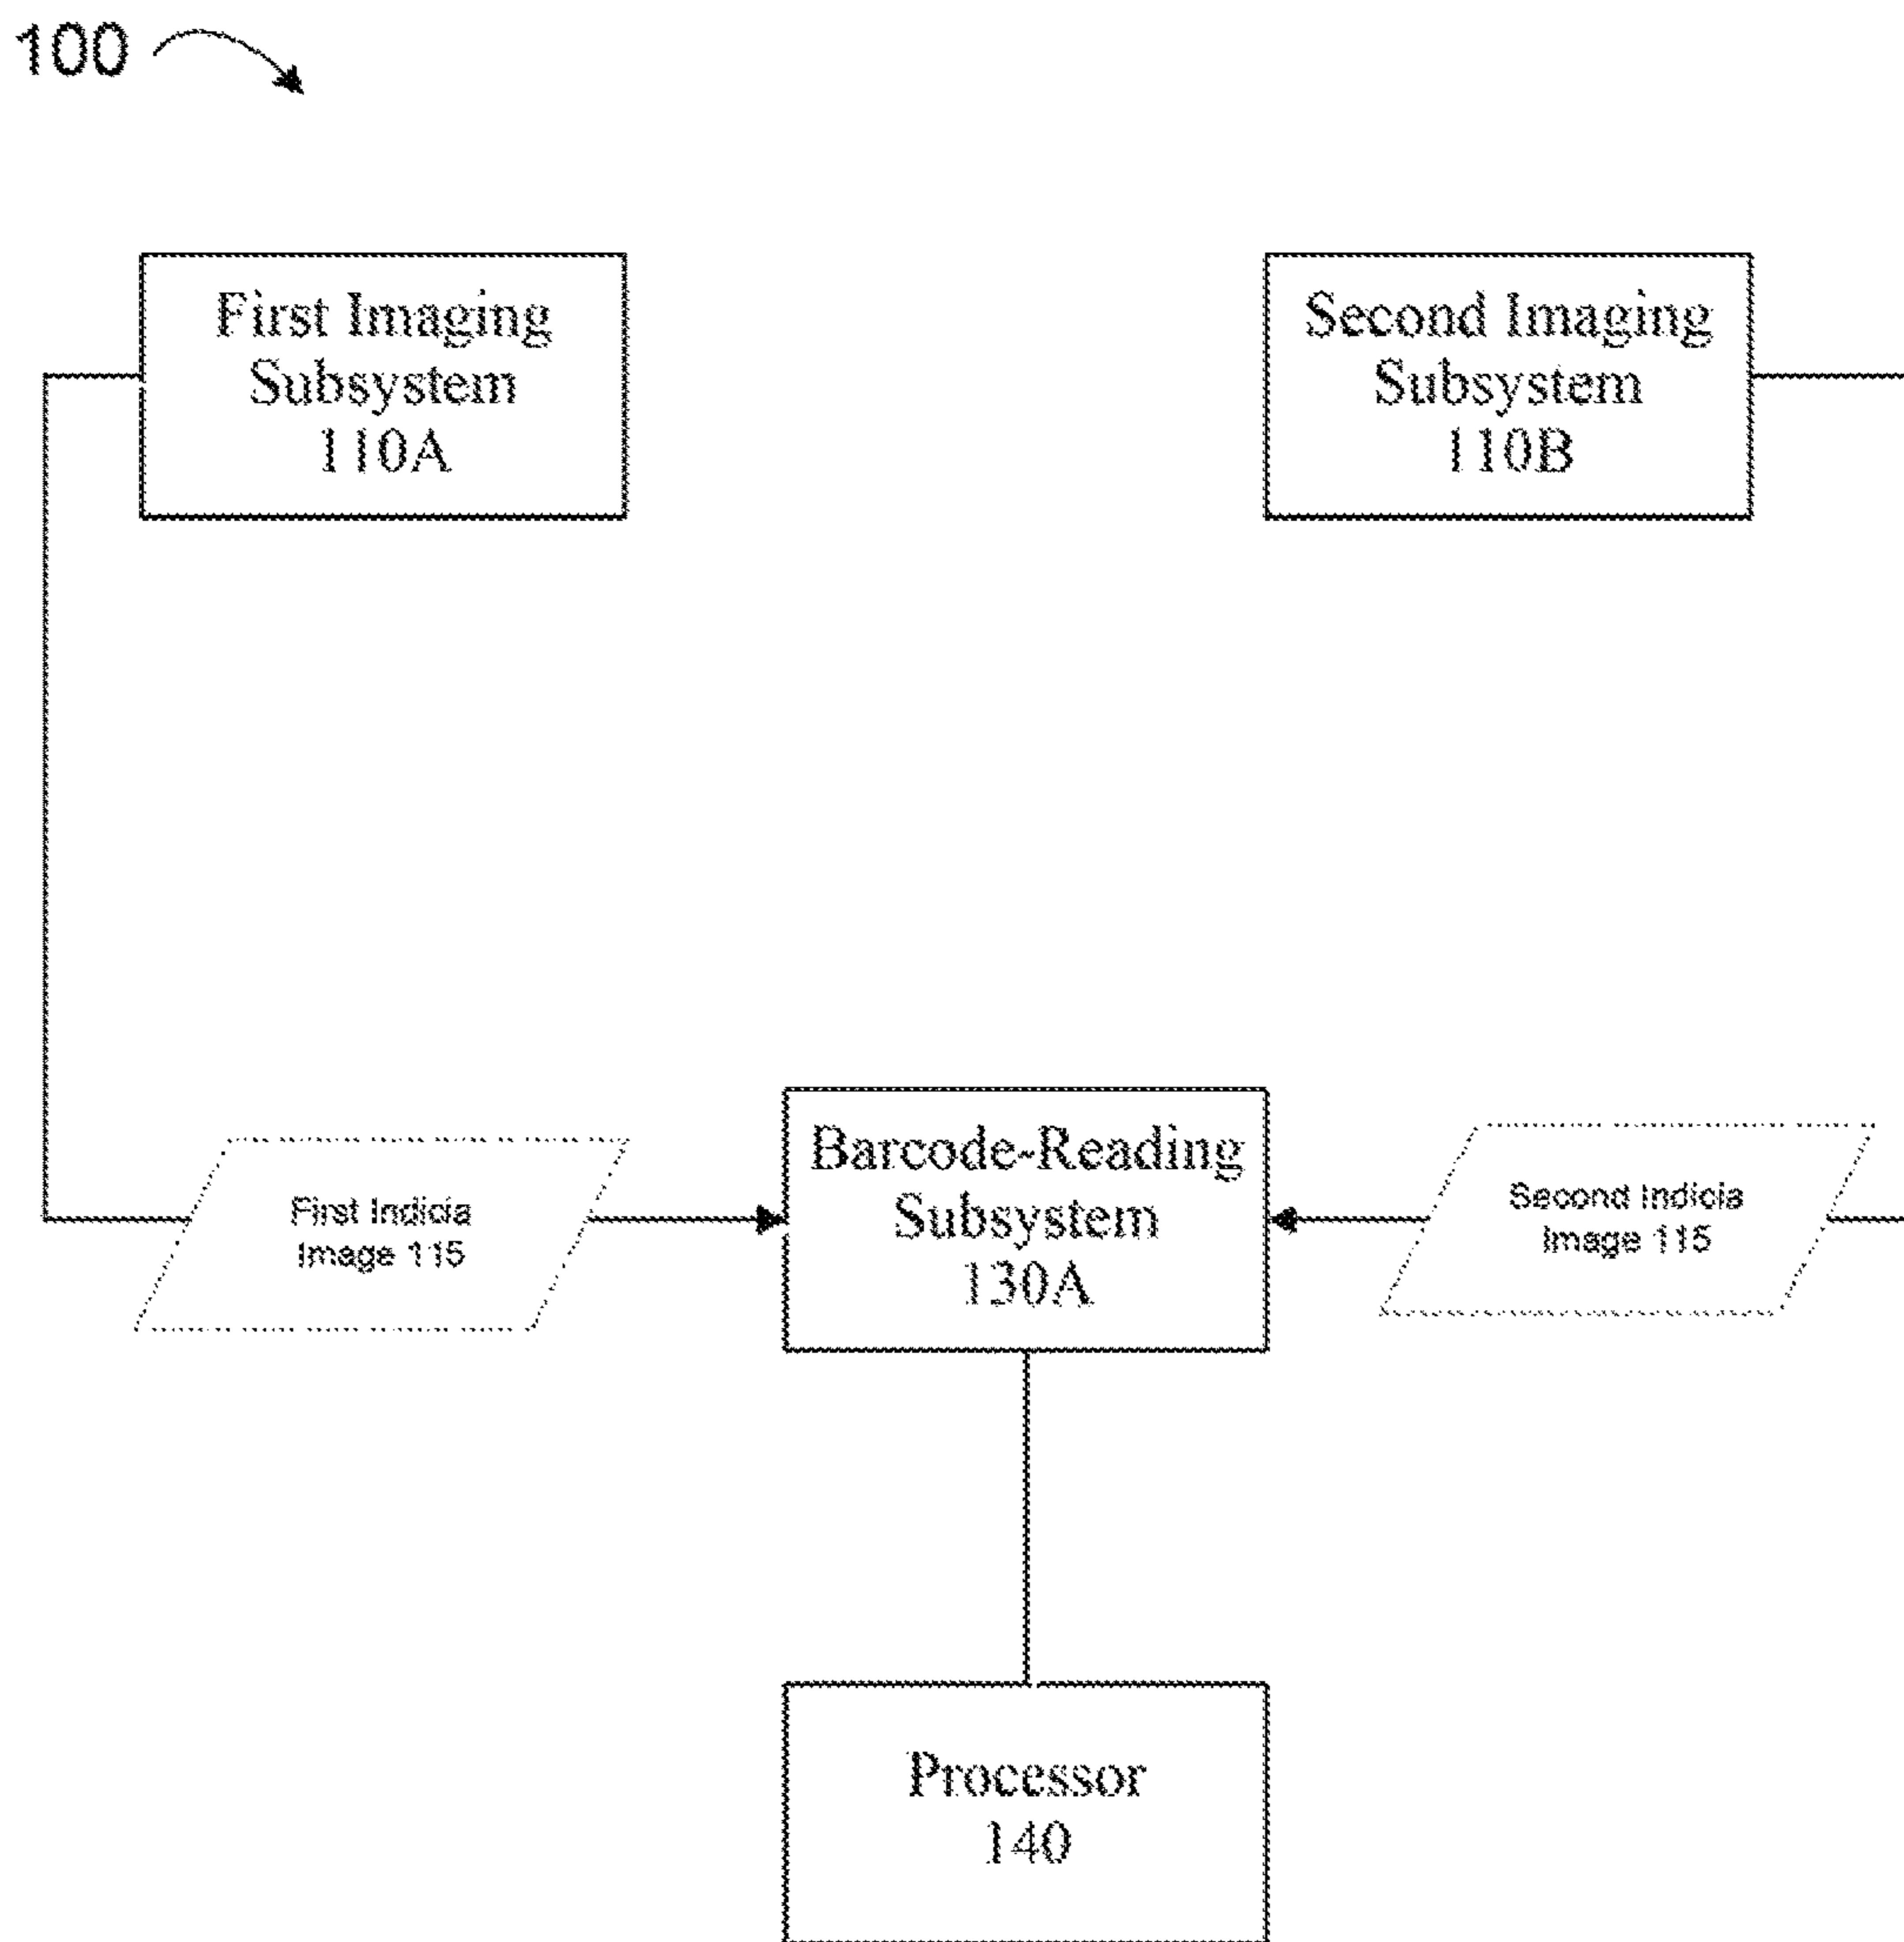 100
First Imaging
Subsystem
110A
Second Imaging
Subsystem
110B
First Indicia
Image 115
Barcode-Reading
Subsystem
130A
Second Indicia
Image 115
Processor
140